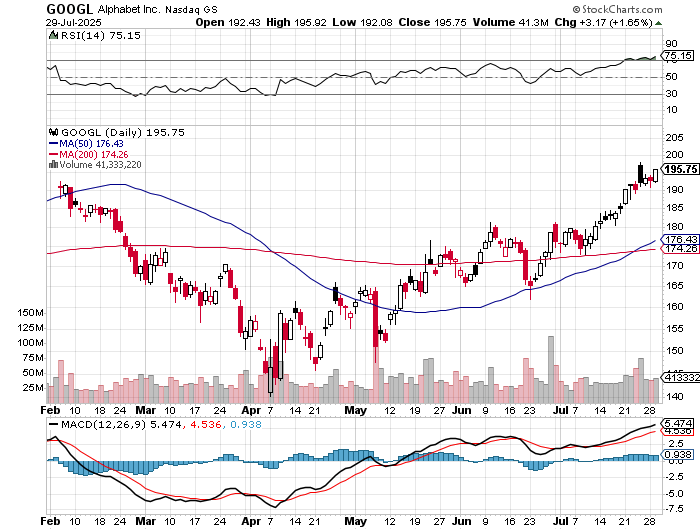 GOOGL Alphabet Inc. Nasdaq GS © StockCharts.com
29-Jul-2025 Open 192.43 High 195.92 Low 192.08 Close 195.75 Volume 41.3M Chg +3.17 (+1.65%)
RSI(14) 75.15
90
75.15
50
30
10
GOOGL (Daily) 195.75
MA(50) 176.43
MA(200) 174.26
Volume 41,333,220
205
200
195.75
190
185
180
176.43
174.26
170
165
160
155
150
145
140
150M
125M
100M
75M
50M
25M
413332
Feb 10 18 24 Mar 10 17 24 Apr 7 14 21 May 12 19 27 Jun 9 16 23 Jul 7 14 21 28
MACD(12,26,9) 5.474, 4.536, 0.938
5.474
4.536
2.5
0.938
-2.5
-5.0
-7.5
Feb 10 18 24 Mar 10 17 24 Apr 7 14 21 May 12 19 27 Jun 9 16 23 Jul 7 14 21 28